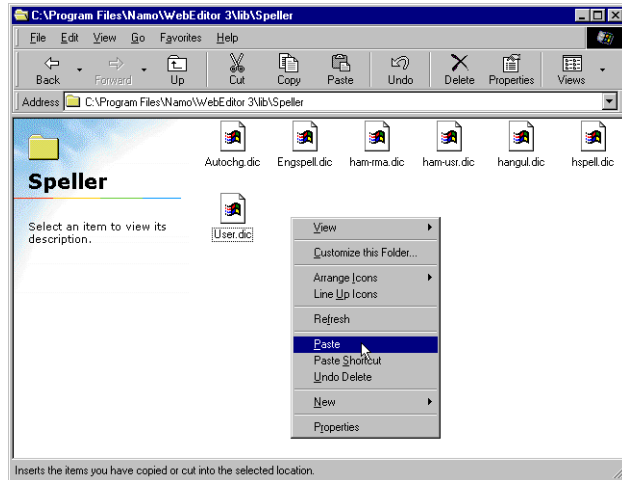 C:\Program Files\Namo\WebEditor 3\lib\Speller
File Edit View Go Favorites Help
Back Forward Up Cut Copy Paste Undo Delete Properties Views
Address C:\Program Files\Namo\WebEditor 3\lib\Speller
Autochg.dic Engspell.dic ham-rma.dic ham-usr.dic hangul.dic hspell.dic
Speller
Select an item to view its
description.
User.dic
View
Customize this Folder...
Arrange Icons
Line Up Icons
Refresh
Paste
Paste Shortcut
Undo Delete
New
Properties
Inserts the items you have copied or cut into the selected location.